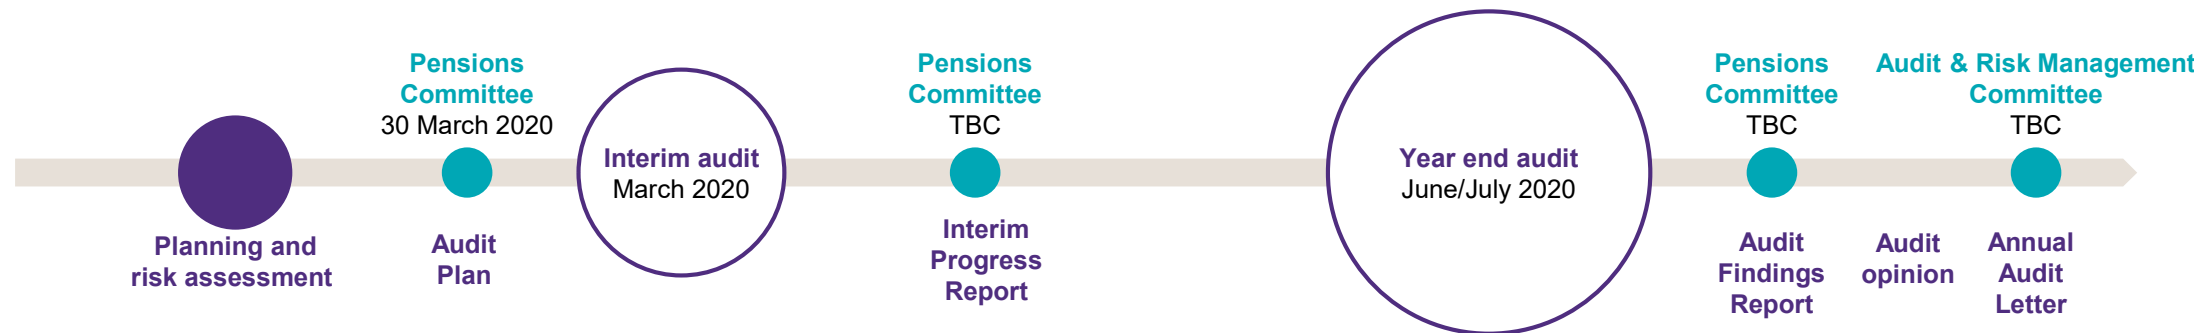 Planning and
risk assessment
Pensions
Committee
30 March 2020
Audit
Plan
Interim audit
March 2020
Pensions
Committee
TBC
Interim
Progress
Report
Year end audit
June/July 2020
Pensions
Committee
TBC
Audit
Findings
Report
Audit
opinion
Audit & Risk Management
Committee
TBC
Annual
Audit
Letter